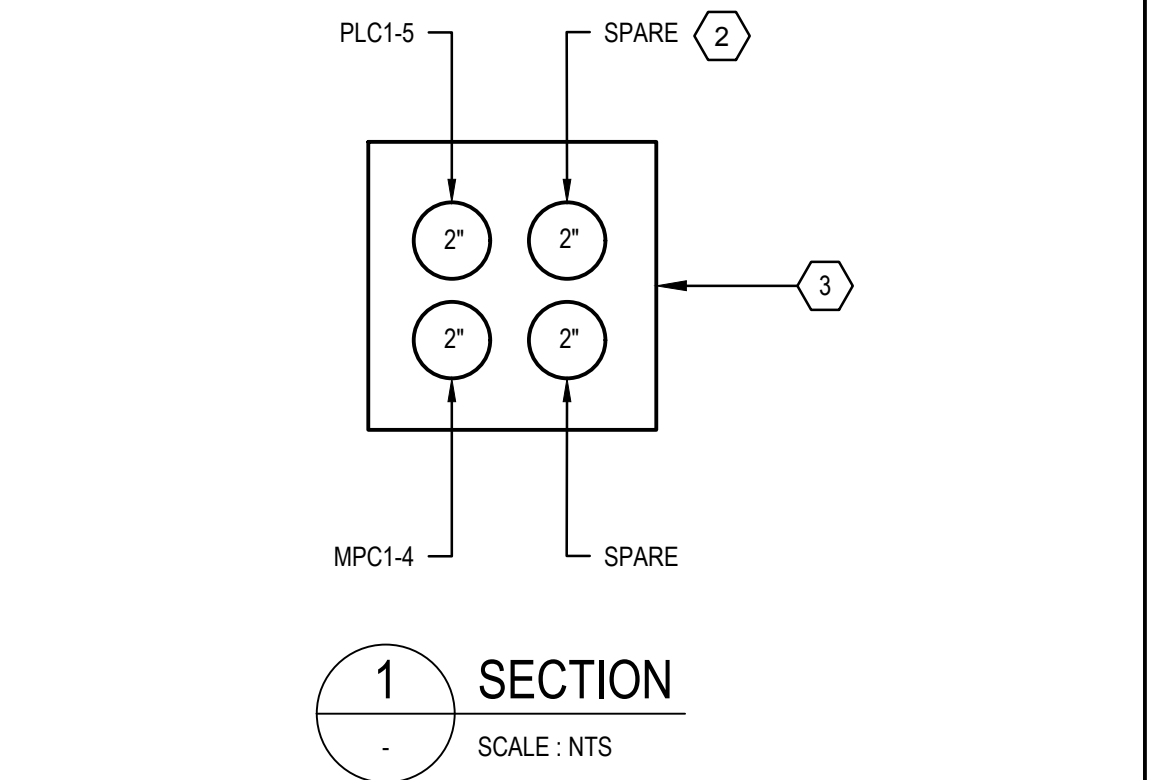 PLC1-5 SPARE 2
2" 2"
3
2" 2"
MPC1-4 SPARE
1 SECTION
- SCALE : NTS